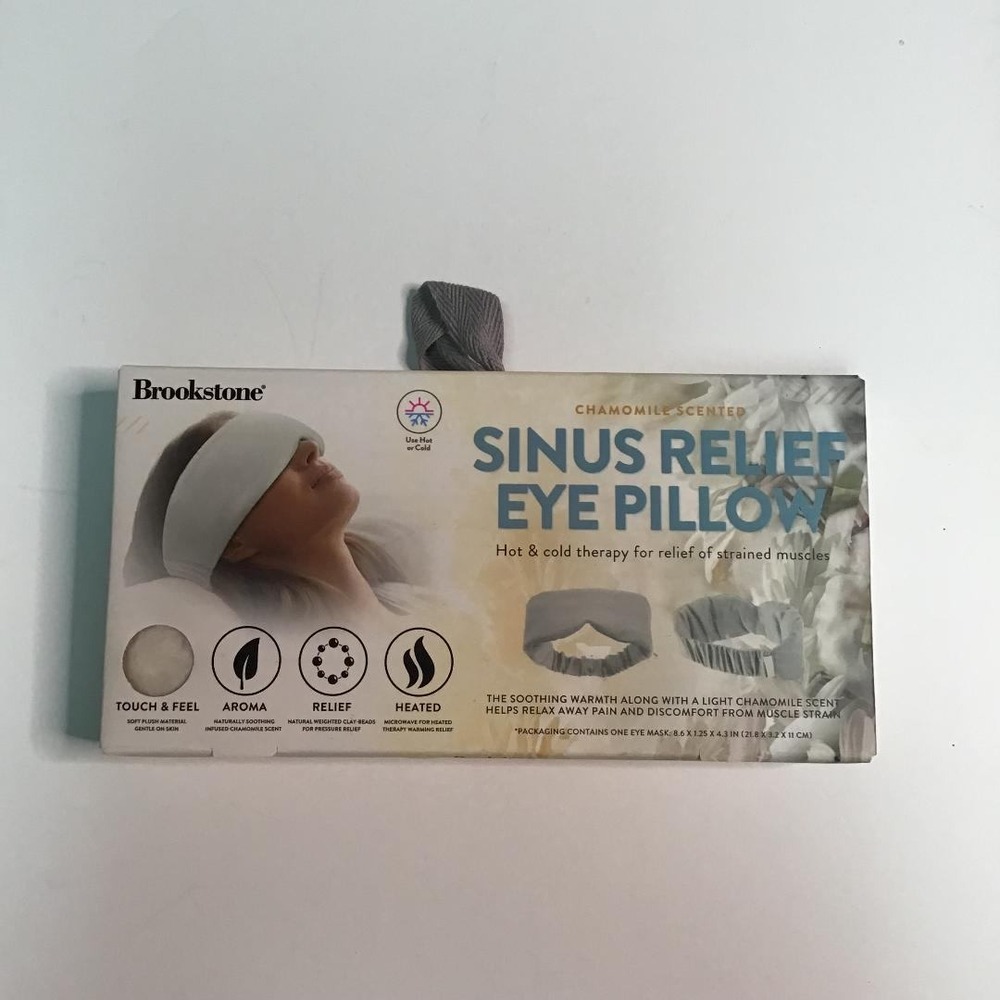 Brookstone®
Use Hot
or Cold
CHAMOMILE SCENTED
SINUS RELIEF
EYE PILLOW
Hot & cold therapy for relief of strained muscles
TOUCH & FEEL
SOFT PLUSH MATERIAL
GENTLE ON SKIN
AROMA
NATURALLY SOOTHING
INFUSED CHAMOMILE SCENT
RELIEF
NATURAL WEIGHTED CLAY-BEADS
FOR PRESSURE RELIEF
HEATED
MICROWAVE FOR HEATED
THERAPY WARMING RELIEF
THE SOOTHING WARMTH ALONG WITH A LIGHT CHAMOMILE SCENT
HELPS RELAX AWAY PAIN AND DISCOMFORT FROM MUSCLE STRAIN
*PACKAGING CONTAINS ONE EYE MASK: 8.6 X 1.25 X 4.3 IN (21.8 X 3.2 X 11 CM)